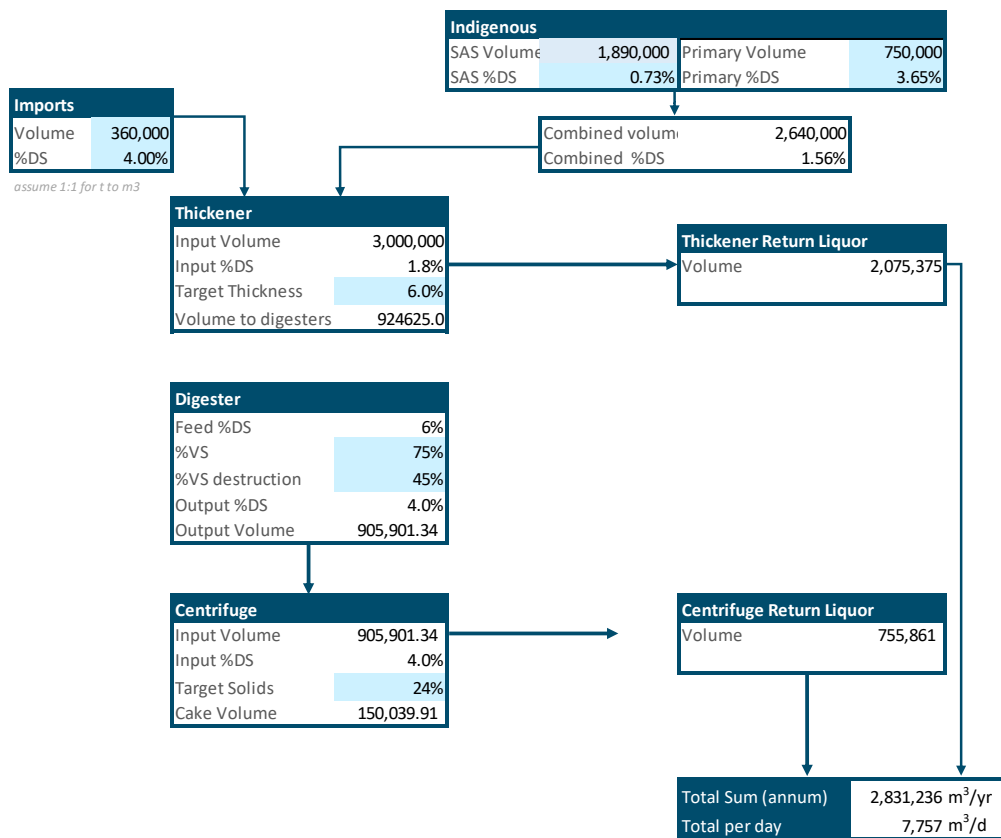 Indigenous
SAS Volume 1,890,000 Primary Volume 750,000
SAS %DS 0.73% Primary %DS 3.65%
Imports
Volume 360,000
%DS 4.00%
assume 1:1 for t to m3
Combined volum 2,640,000
Combined %DS 1.56%
Thickener
Input Volume 3,000,000
Input %DS 1.8%
Target Thickness 6.0%
Volume to digesters 924625.0
Thickener Return Liquor
Volume 2,075,375
Digester
Feed %DS 6%
%VS 75%
%VS destruction 45%
Output %DS 4.0%
Output Volume 905,901.34
Centrifuge
Input Volume 905,901.34
Input %DS 4.0%
Target Solids 24%
Cake Volume 150,039.91
Centrifuge Return Liquor
Volume 755,861
Total Sum (annum) 2,831,236 m³/yr
Total per day 7,757 m³/d